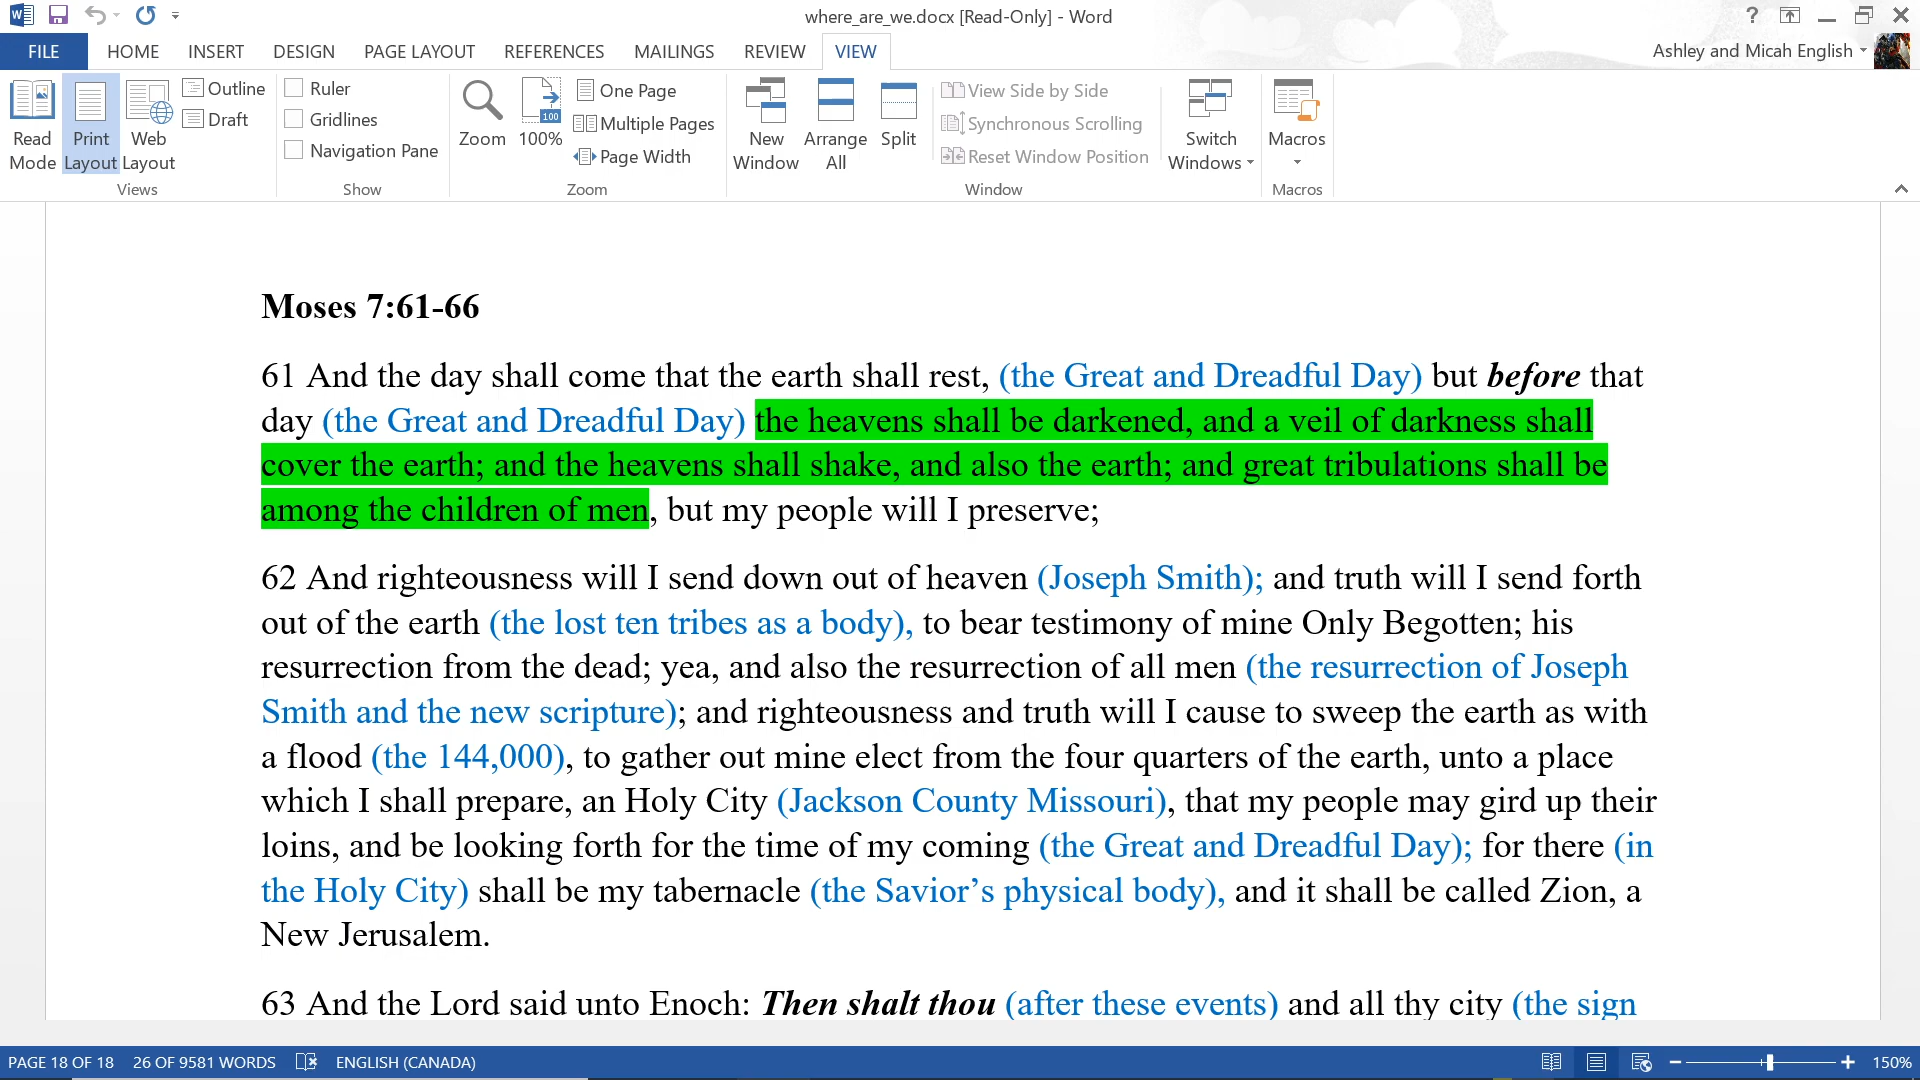 where_are_we.docx [Read-Only] - Word
?
FILE HOME INSERT DESIGN PAGE LAYOUT REFERENCES MAILINGS REVIEW VIEW Ashley and Micah English
Read Mode
Print Layout
Web Layout
Outline
Draft
Views
Ruler
Gridlines
Navigation Pane
Show
Zoom
100
100%
One Page
Multiple Pages
Page Width
Zoom
New Window
Arrange All
Split
View Side by Side
Synchronous Scrolling
Reset Window Position
Window
Switch Windows
Macros
Macros
Moses 7:61-66
61 And the day shall come that the earth shall rest, (the Great and Dreadful Day) but before that
day (the Great and Dreadful Day) the heavens shall be darkened, and a veil of darkness shall
cover the earth; and the heavens shall shake, and also the earth; and great tribulations shall be
among the children of men, but my people will I preserve;
62 And righteousness will I send down out of heaven (Joseph Smith); and truth will I send forth
out of the earth (the lost ten tribes as a body), to bear testimony of mine Only Begotten; his
resurrection from the dead; yea, and also the resurrection of all men (the resurrection of Joseph
Smith and the new scripture); and righteousness and truth will I cause to sweep the earth as with
a flood (the 144,000), to gather out mine elect from the four quarters of the earth, unto a place
which I shall prepare, an Holy City (Jackson County Missouri), that my people may gird up their
loins, and be looking forth for the time of my coming (the Great and Dreadful Day); for there (in
the Holy City) shall be my tabernacle (the Savior’s physical body), and it shall be called Zion, a
New Jerusalem.
63 And the Lord said unto Enoch: Then shalt thou (after these events) and all thy city (the sign
PAGE 18 OF 18 26 OF 9581 WORDS ENGLISH (CANADA) 150%